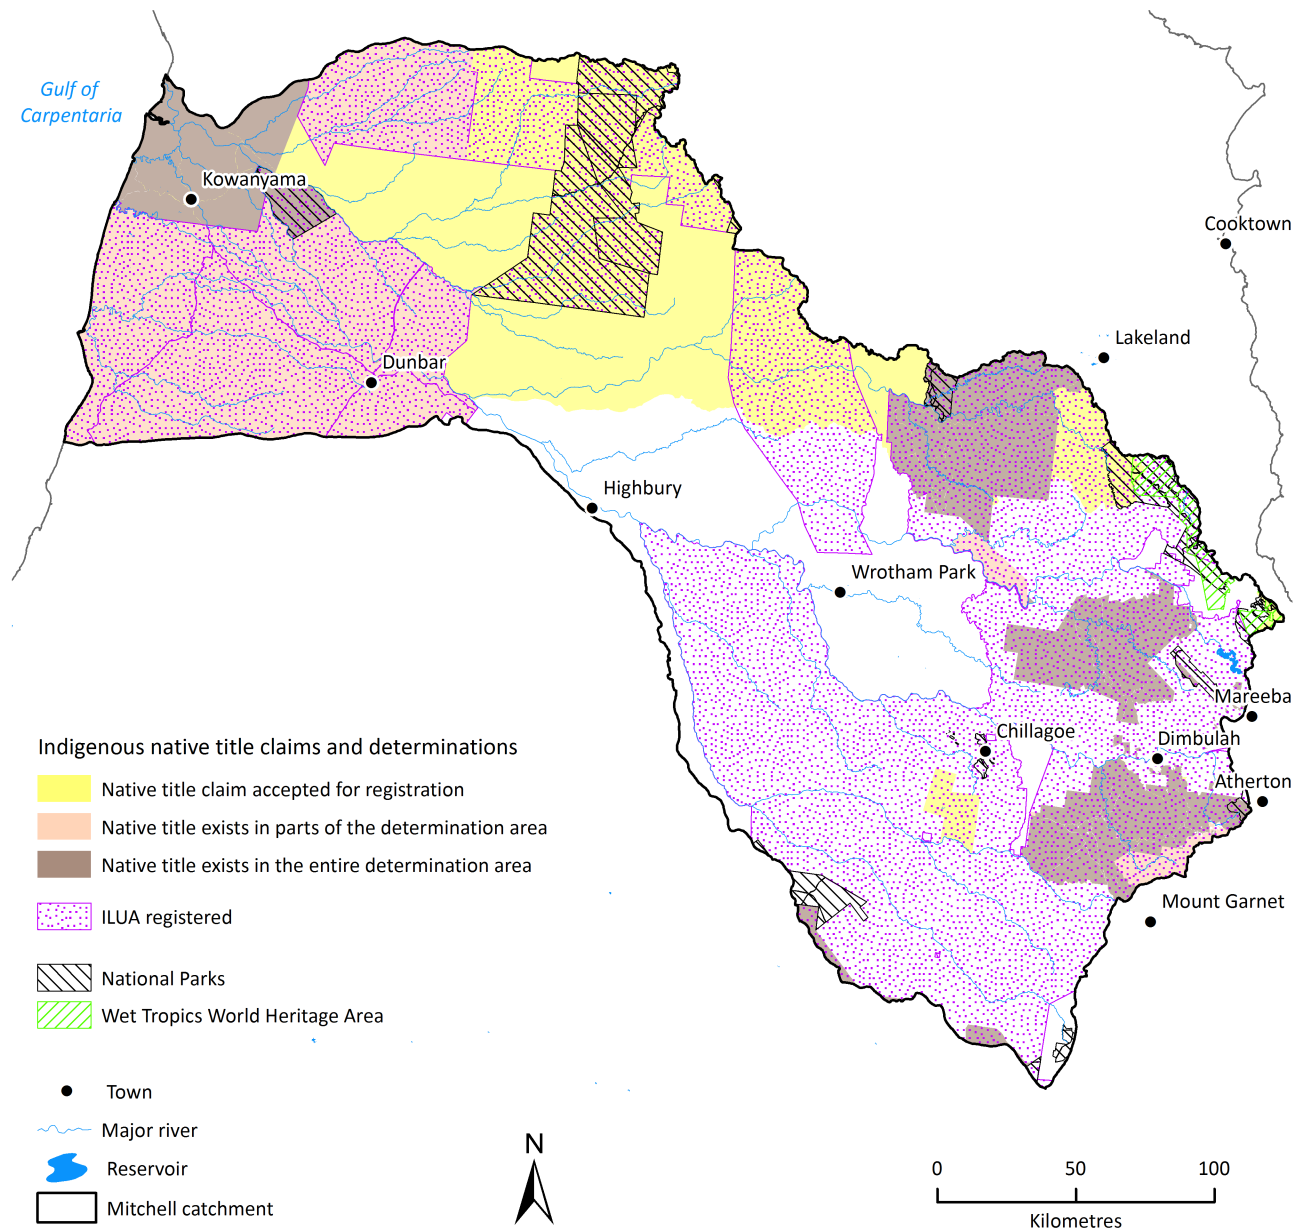 Gulf of
Carpentaria
Kowanyama
Cooktown
Lakeland
Dunbar
Highbury
Wrotham Park
Mareeba
Chillagoe
Dimbulah
Atherton
Mount Garnet
Indigenous native title claims and determinations
Native title claim accepted for registration
Native title exists in parts of the determination area
Native title exists in the entire determination area
ILUA registered
National Parks
Wet Tropics World Heritage Area
Town
Major river
Reservoir
Mitchell catchment
N
0 50 100
Kilometres